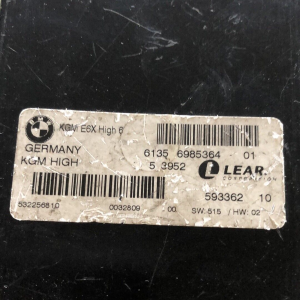 BMW
KGM E6X High 6
GERMANY 6135 6985364 01
KGM HIGH 5 3952 LEAR.
CORPORATION
593362 10
532256810 0032809 00 SW: 515 / HW: 02